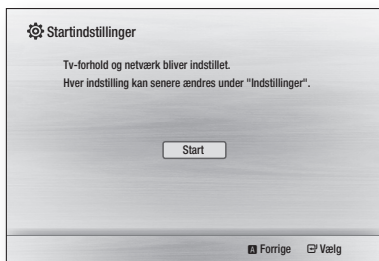 Startindstillinger
Tv-forhold og netværk bliver indstillet.
Hver indstilling kan senere ændres under "Indstillinger".
Start
A Forrige Vælg